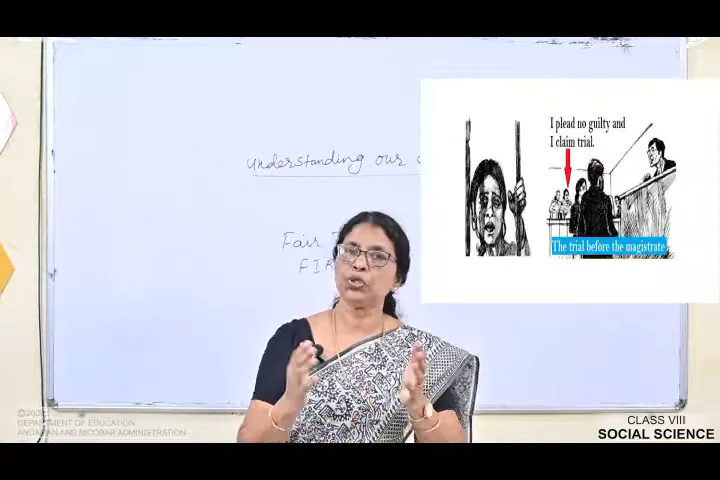 understanding our
Fair
FIR
I plead no guilty and
I claim trial.
The trial before the magistrate
DEPARTMENT OF EDUCATION
ANDAMAN AND NICOBAR ADMINISTRATION
CLASS VIII
SOCIAL SCIENCE